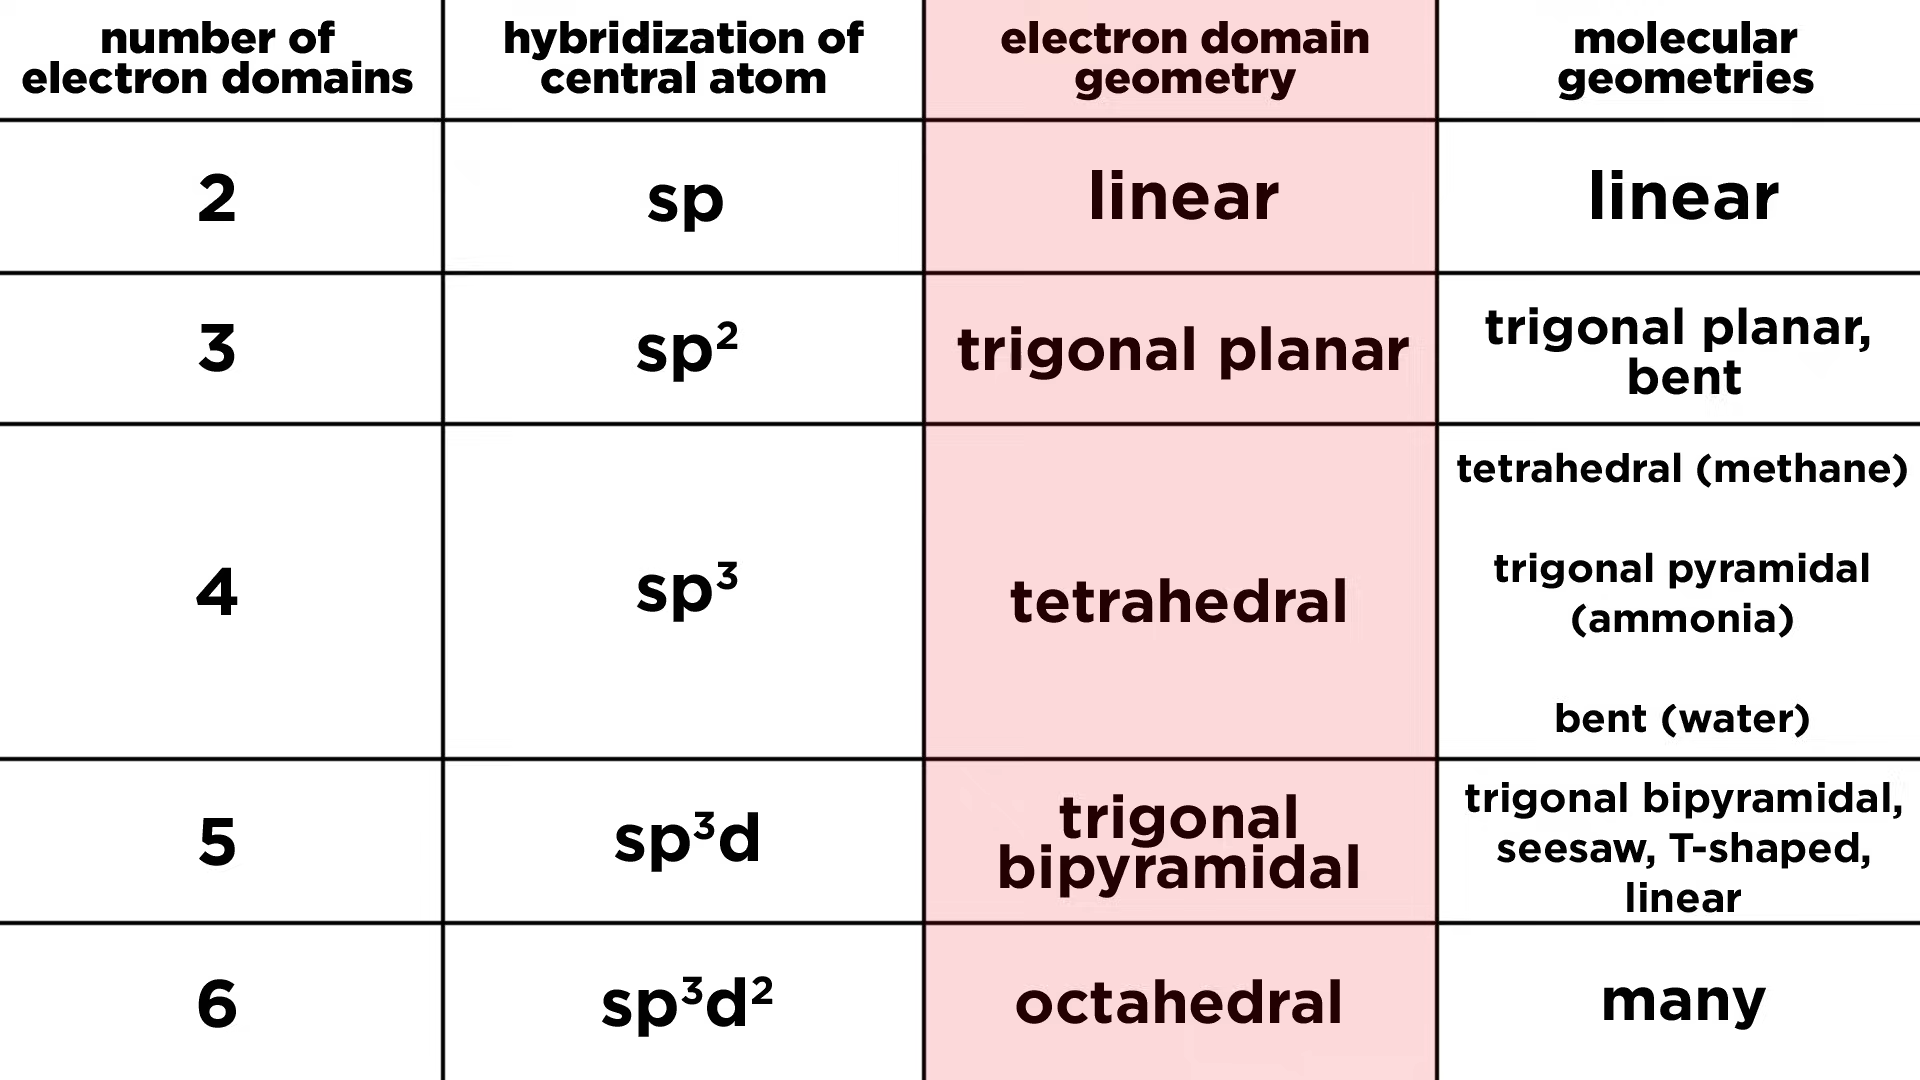 number of
electron domains
hybridization of
central atom
electron domain
geometry
molecular
geometries
2
sp
linear
linear
3
sp²
trigonal planar
trigonal planar,
bent
4
sp³
tetrahedral
tetrahedral (methane)
trigonal pyramidal
(ammonia)
bent (water)
5
sp³d
trigonal
bipyramidal
trigonal bipyramidal,
seesaw, T-shaped,
linear
6
sp³d²
octahedral
many